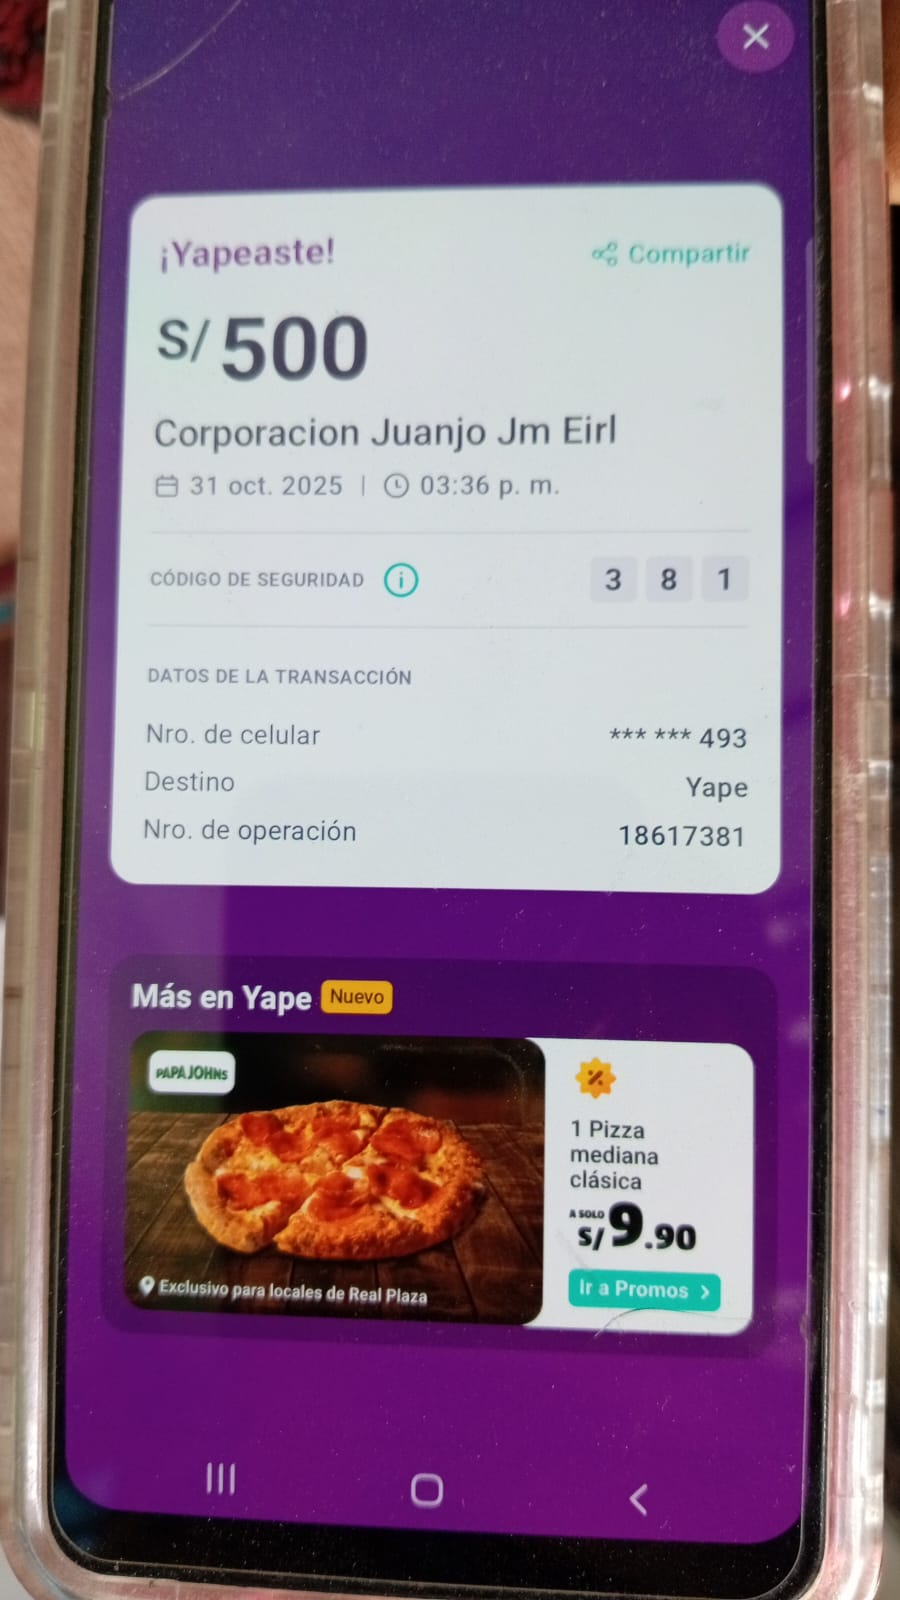 ¡Yapeaste!
Compartir
S/ 500
Corporacion Juanjo Jm Eirl
31 oct. 2025 | 03:36 p. m.
CÓDIGO DE SEGURIDAD
3 8 1
DATOS DE LA TRANSACCIÓN
Nro. de celular *** *** 493
Destino Yape
Nro. de operación 18617381
Más en Yape Nuevo
PAPA JOHNS
Exclusivo para locales de Real Plaza
1 Pizza
mediana
clásica
A SOLO
S/ 9.90
Ir a Promos >